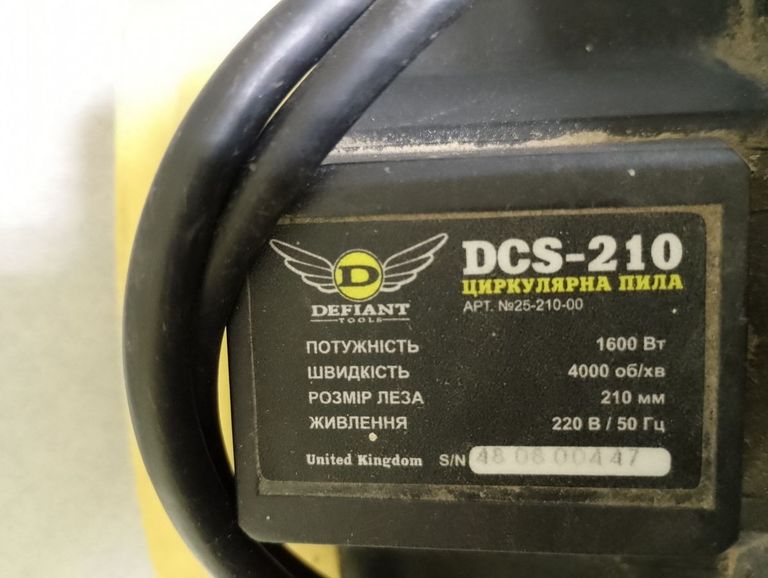 D
DEFIANT
TOOLS
DCS-210
ЦИРКУЛЯРНА ПИЛА
АРТ. №25-210-00
ПОТУЖНІСТЬ 1600 Вт
ШВИДКІСТЬ 4000 об/хв
РОЗМІР ЛЕЗА 210 мм
ЖИВЛЕННЯ 220 В / 50 Гц
United Kingdom S/N 48 08 00447